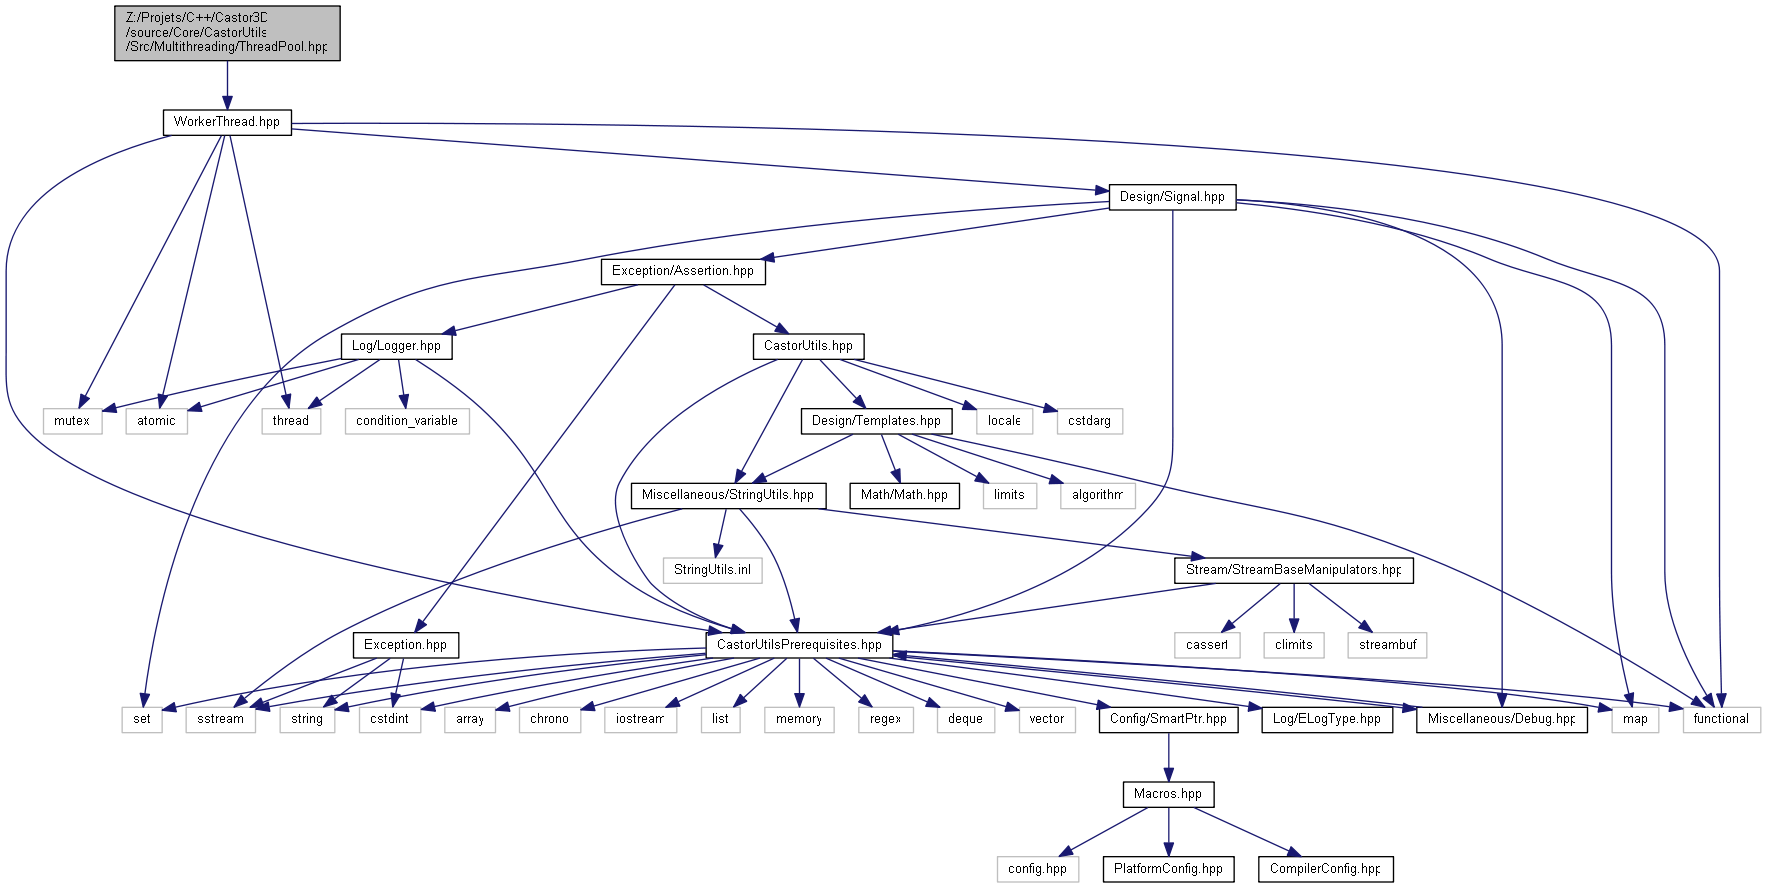 Z:/Projets/C++/Castor3D
/source/Core/CastorUtils
/Src/Multithreading/ThreadPool.hpp
WorkerThread.hpp
Design/Signal.hpp
Exception/Assertion.hpp
Log/Logger.hpp
CastorUtils.hpp
mutex
atomic
thread
condition_variable
Design/Templates.hpp
locale
cstdarg
Miscellaneous/StringUtils.hpp
Math/Math.hpp
limits
algorithm
StringUtils.inl
Stream/StreamBaseManipulators.hpp
Exception.hpp
CastorUtilsPrerequisites.hpp
cassert
climits
streambuf
set
sstream
string
cstdint
array
chrono
iostream
list
memory
regex
deque
vector
Config/SmartPtr.hpp
Log/ELogType.hpp
Miscellaneous/Debug.hpp
map
functional
Macros.hpp
config.hpp
PlatformConfig.hpp
CompilerConfig.hpp